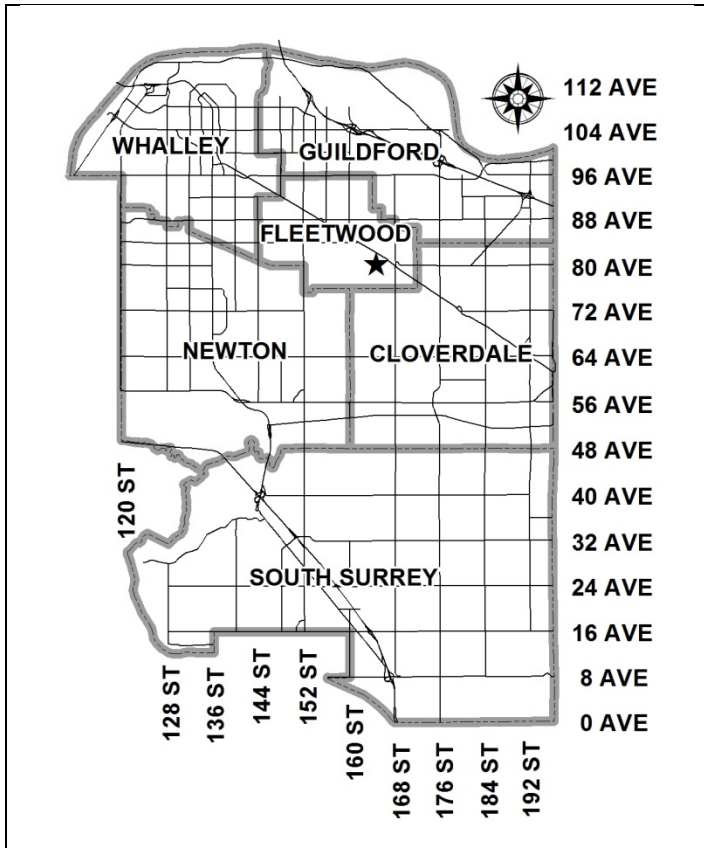 112 AVE
104 AVE
WHALLEY
GUILDFORD
96 AVE
88 AVE
FLEETWOOD
80 AVE
72 AVE
NEWTON
CLOVERDALE
64 AVE
56 AVE
48 AVE
120 ST
40 AVE
32 AVE
SOUTH SURREY
24 AVE
16 AVE
128 ST
136 ST
144 ST
152 ST
160 ST
8 AVE
0 AVE
168 ST
176 ST
184 ST
192 ST